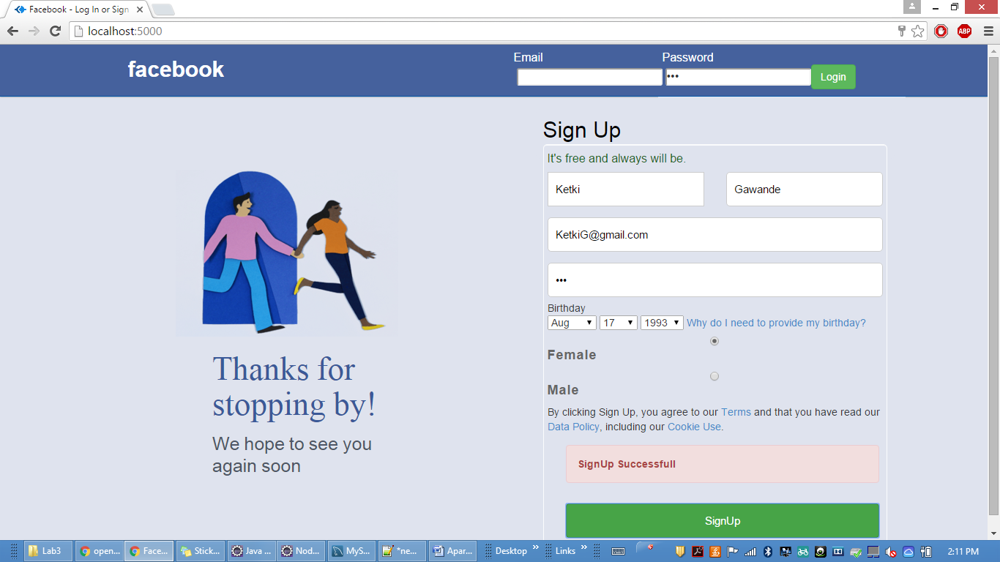 Facebook - Log In or Sign
localhost:5000
ABP
facebook
Email
Password
•••
Login
Sign Up
It's free and always will be.
Ketki
Gawande
KetkiG@gmail.com
•••
Birthday
Aug 17 1993 Why do I need to provide my birthday?
Female
Male
By clicking Sign Up, you agree to our Terms and that you have read our
Data Policy, including our Cookie Use.
SignUp Successfull
SignUp
Thanks for
stopping by!
We hope to see you
again soon
Lab3 open... Face... Stick... Java ... Nod... MyS... *ne... Apar... Desktop » Links » 2:11 PM